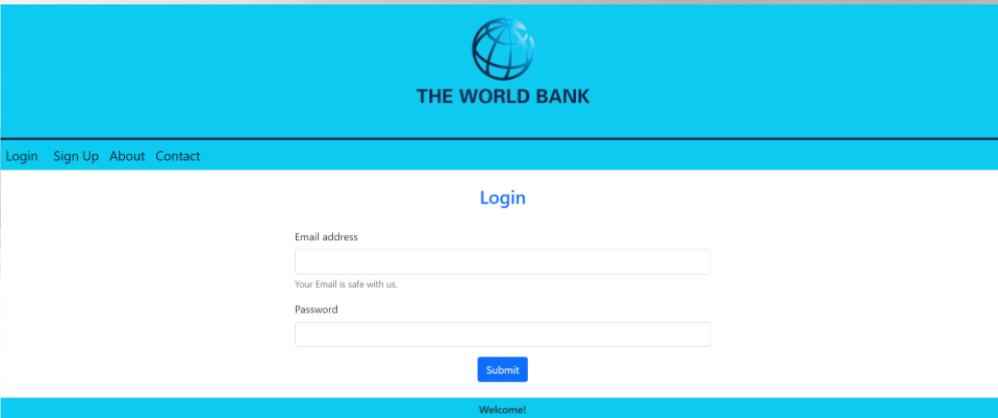 THE WORLD BANK
Login Sign Up About Contact
Login
Email address
Your Email is safe with us.
Password
Submit
Welcome!